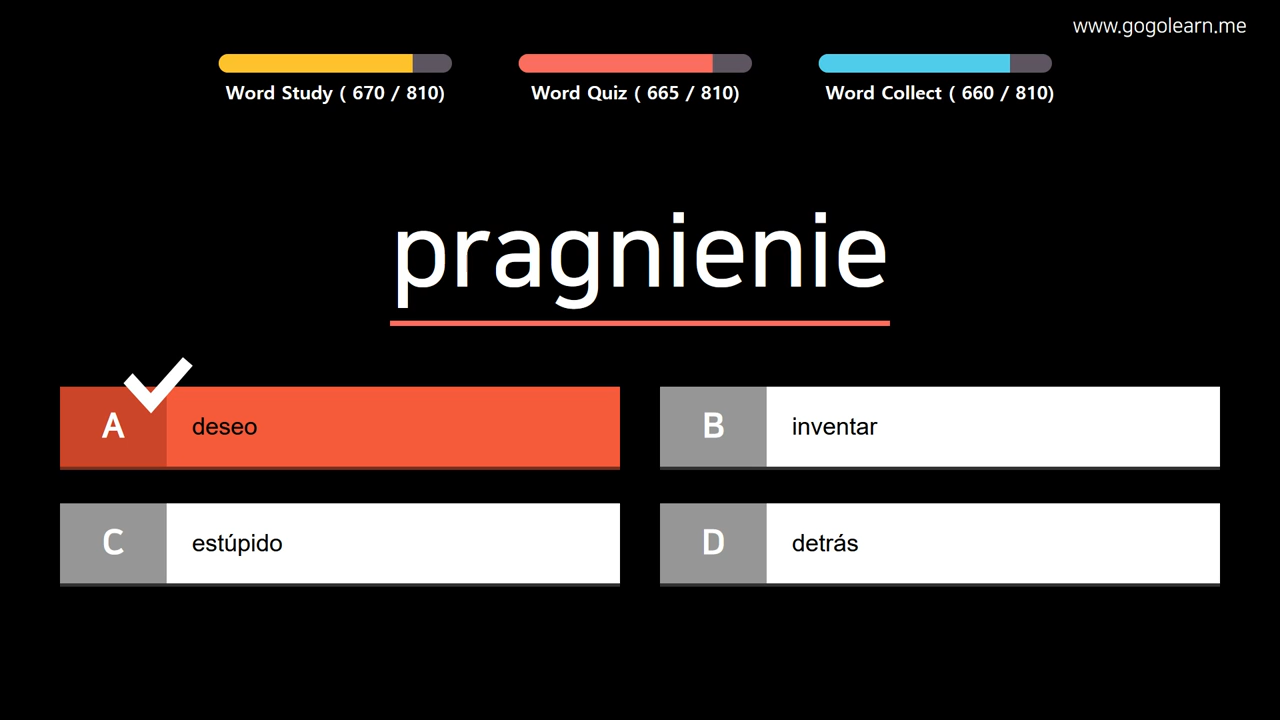 www.gogolearn.me
Word Study ( 670 / 810)
Word Quiz ( 665 / 810)
Word Collect ( 660 / 810)
pragnienie
A deseo
B inventar
C estúpido
D detrás